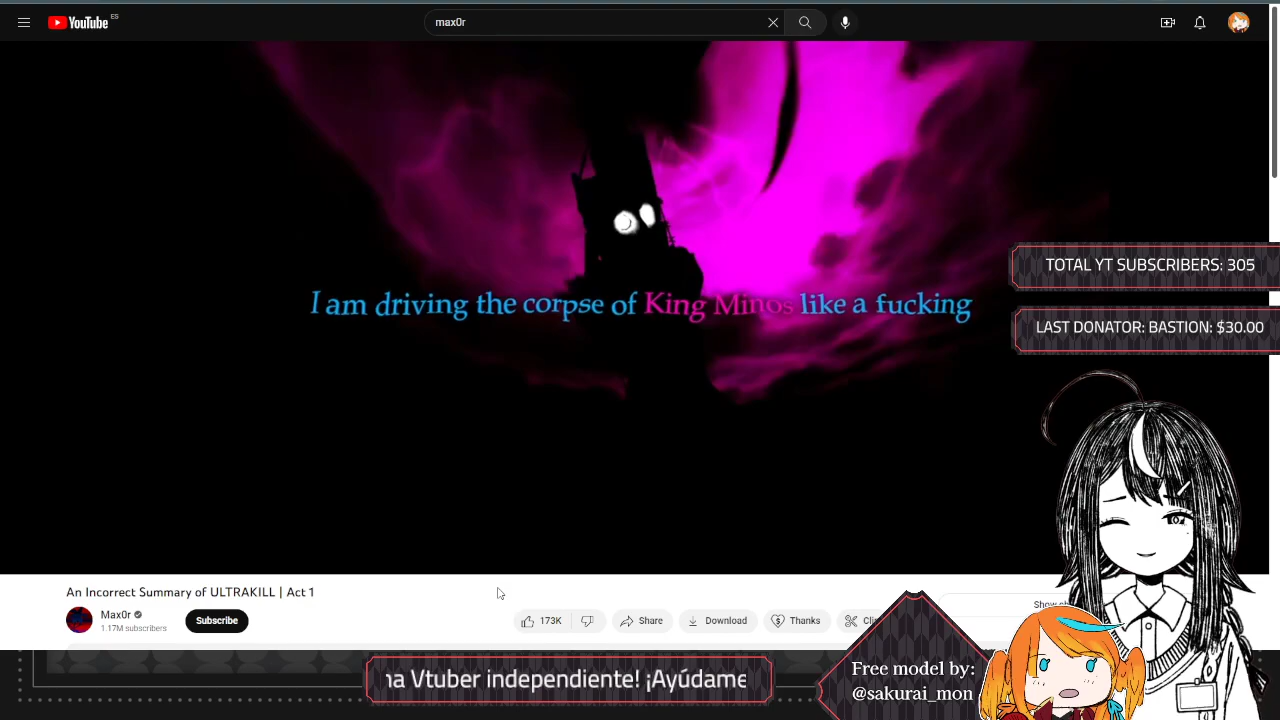 YouTube ES
max0r
I am driving the corpse of King Minos like a fucking
TOTAL YT SUBSCRIBERS: 305
LAST DONATOR: BASTION: $30.00
An Incorrect Summary of ULTRAKILL | Act 1
Max0r
1.17M subscribers
Subscribe
173K
Share
Download
Thanks
Show
Free model by:
@sakurai_mon
Vtuber independiente! ¡Ayúdame